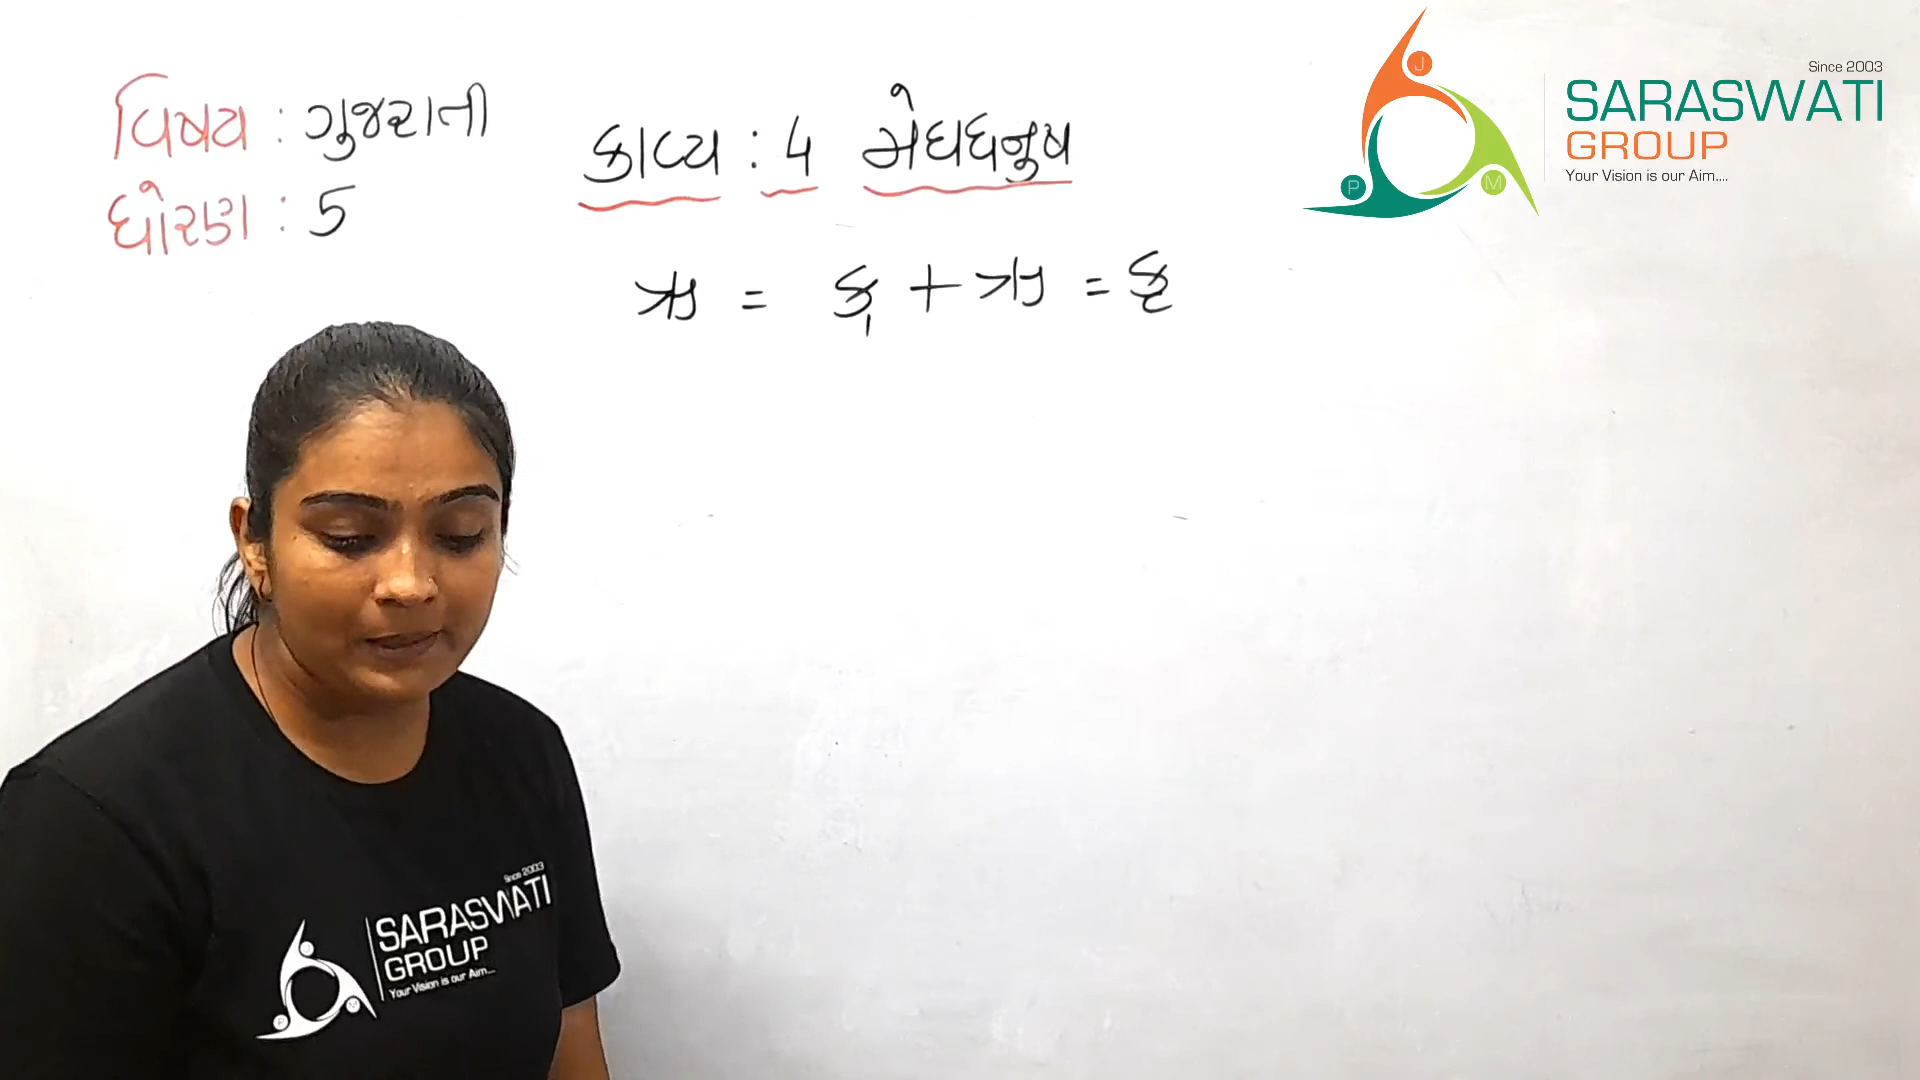 વિષય : ગુજરાતી
ધોરણ : 5
કાવ્ય : 4 મેઘધનુષ
ઋ = ક્ + ઋ = કૃ
Since 2003
SARASWATI
GROUP
Your Vision is our Aim....
J
P
M
Since 2003
SARASWATI
GROUP
Your Vision is our Aim...